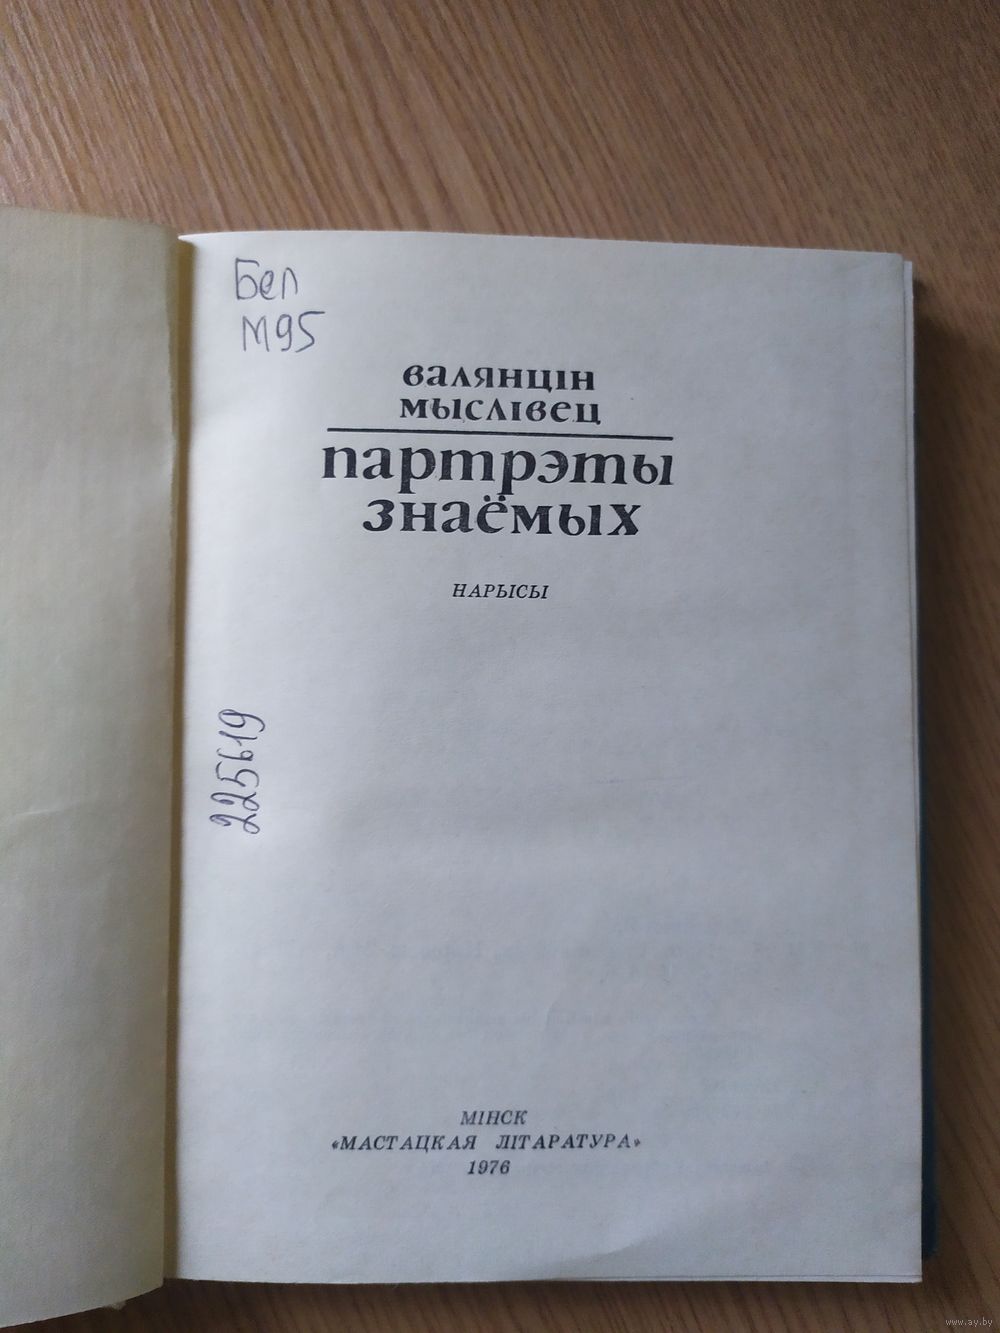 Бел
М95
валянцін
мыслівец
партрэты
знаёмых
НАРЫСЫ
225619
МІНСК
«МАСТАЦКАЯ ЛІТАРАТУРА»
1976
www.ay.by